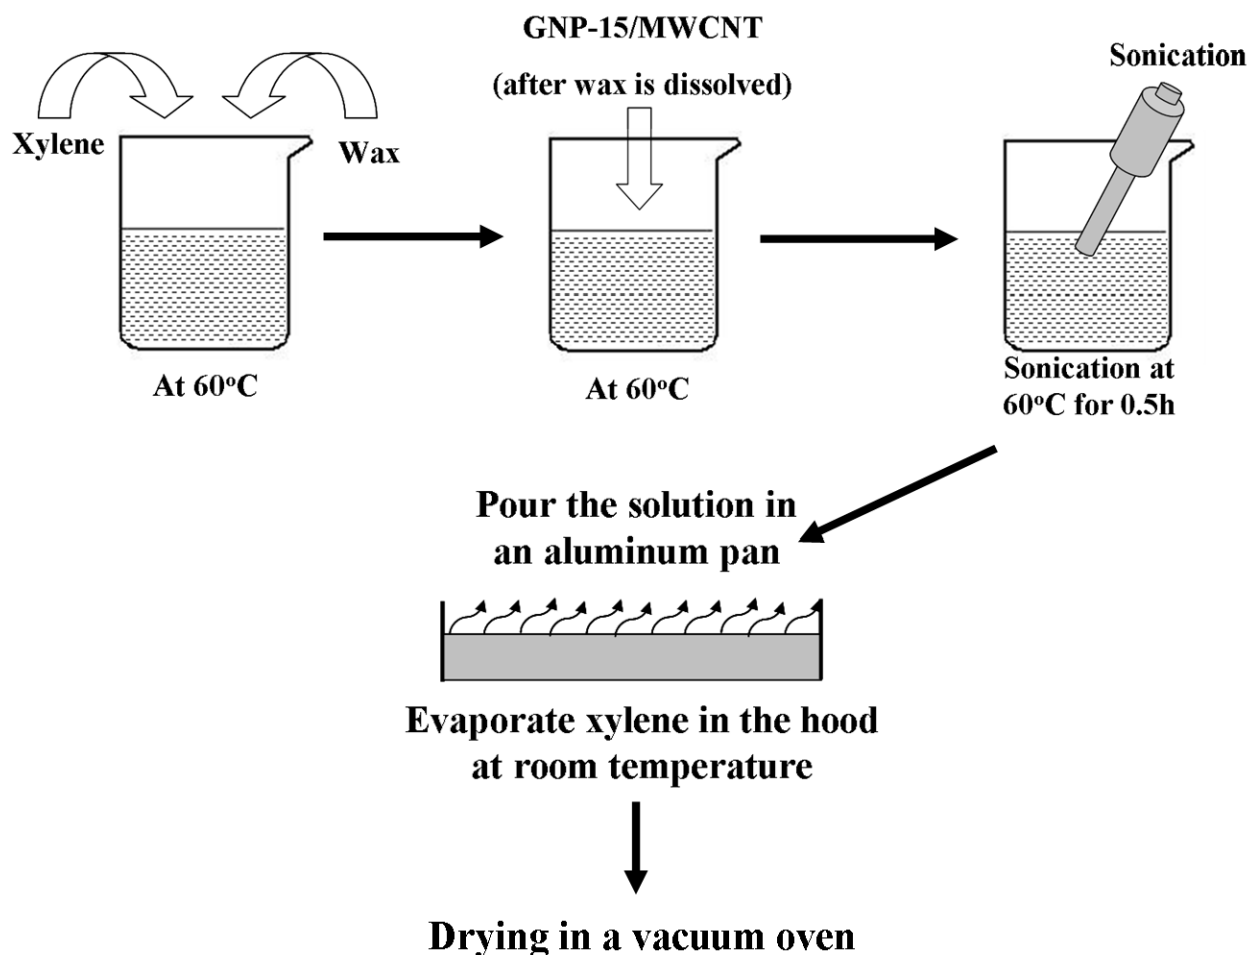 Xylene
Wax
At 60°C
GNP-15/MWCNT
(after wax is dissolved)
At 60°C
Sonication
Sonication at
60°C for 0.5h
Pour the solution in
an aluminum pan
Evaporate xylene in the hood
at room temperature
Drying in a vacuum oven